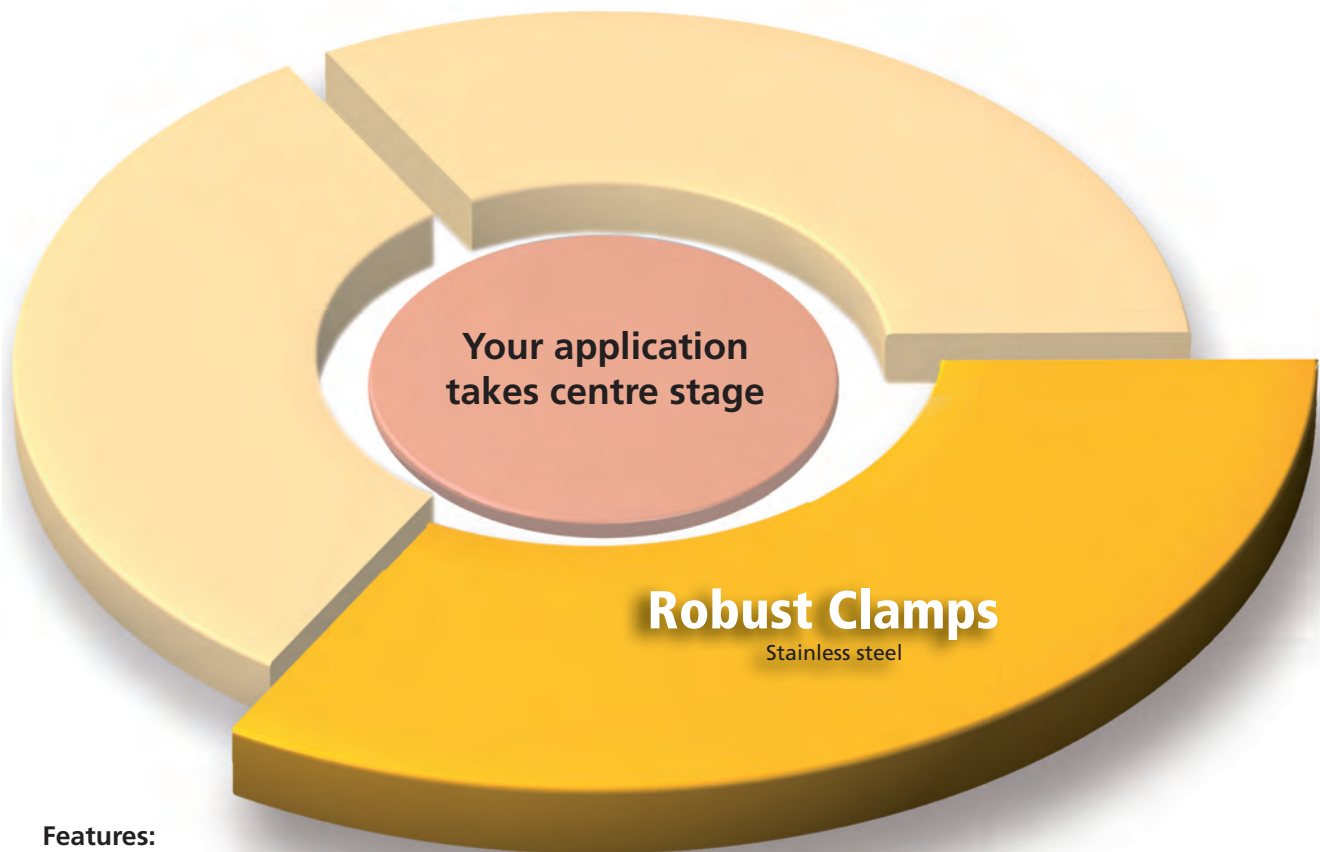 Your application
takes centre stage
Robust Clamps
Stainless steel
Features: